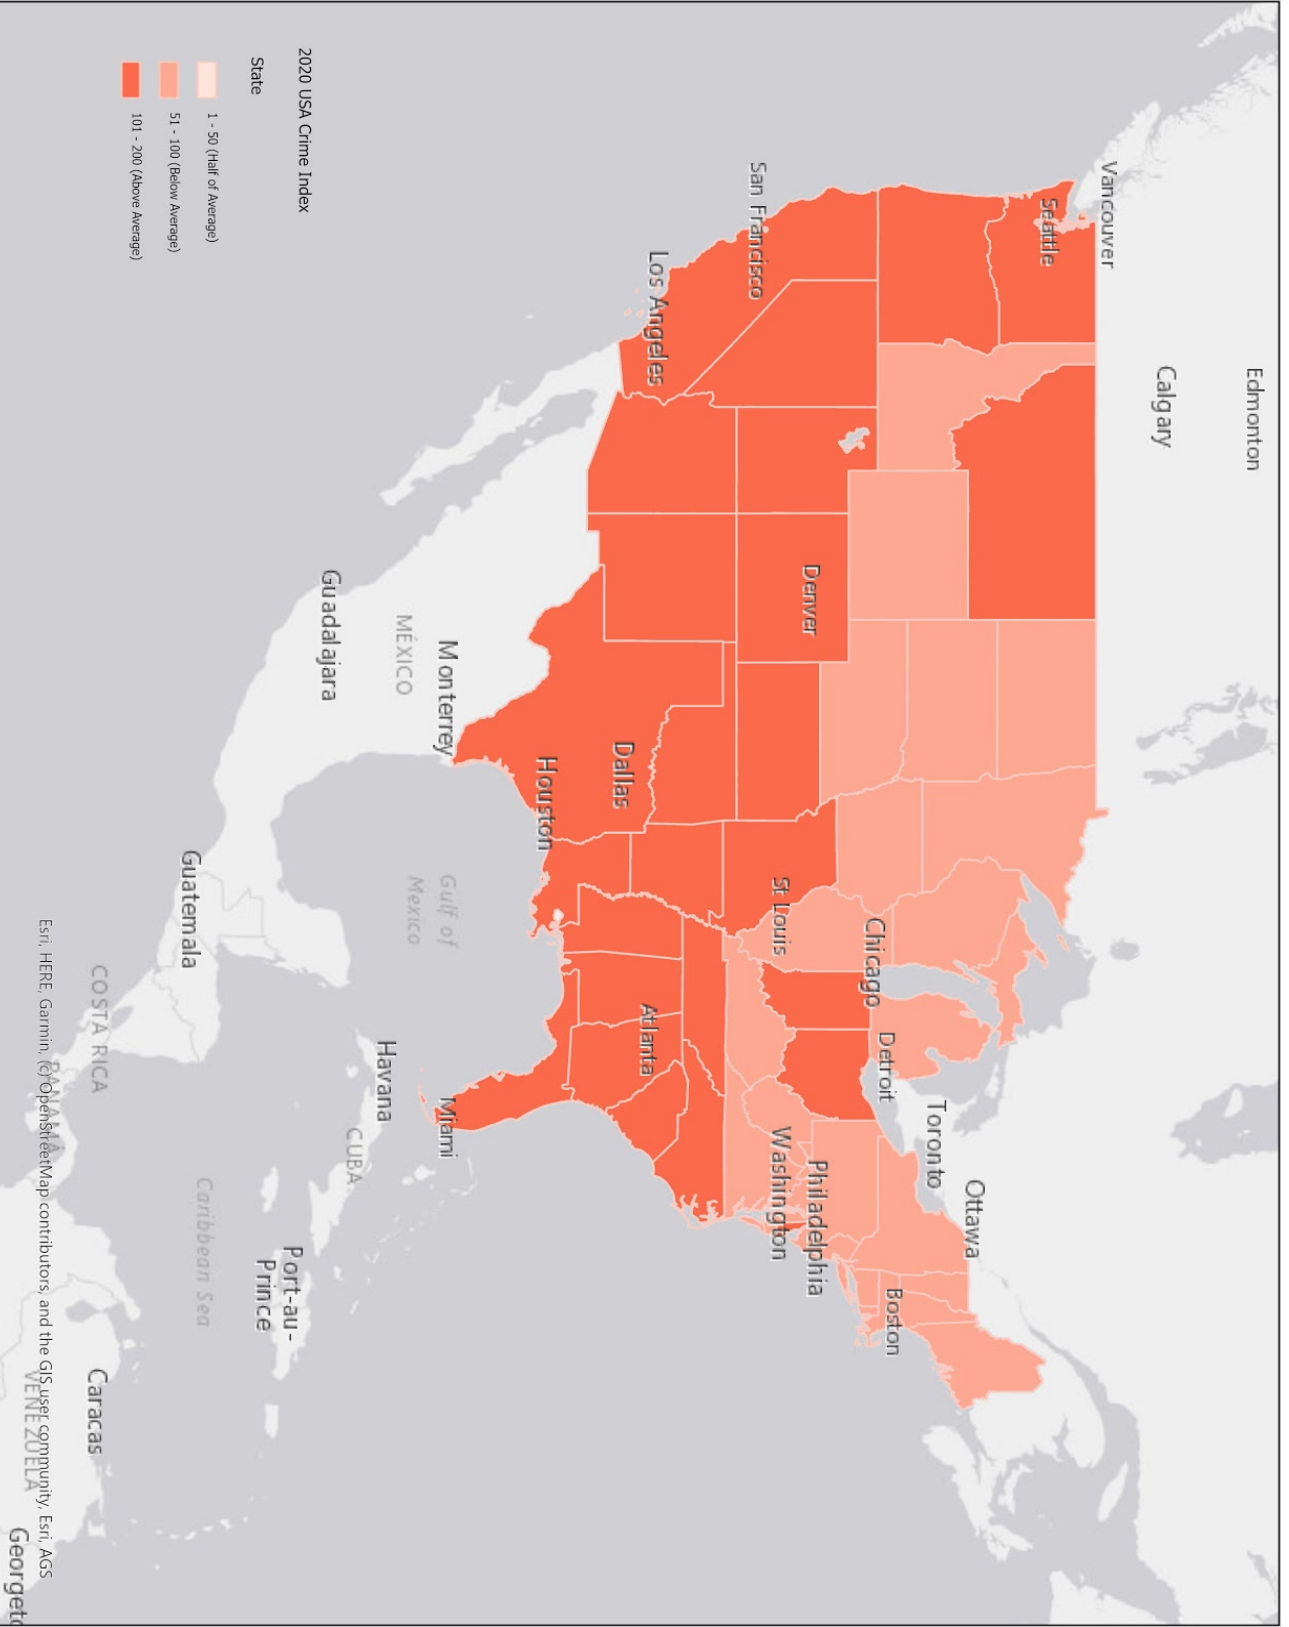 Edmonton
Calgary
Vancouver
Seattle
Ottawa
Toronto
Boston
Detroit
Chicago
Philadelphia
Denver
St Louis
Washington
San Francisco
Los Angeles
Atlanta
Dallas
Houston
Monterrey
Gulf of
Mexico
Miami
MÉXICO
Havana
CUBA
Guadalajara
Port-au-
Prince
2020 USA Crime Index
State
1 - 50 (Half of Average)
51 - 100 (Below Average)
101 - 200 (Above Average)
Caribbean Sea
Guatemala
COSTA RICA
Caracas
PANAMÁ
Esri, HERE, Garmin, (c) OpenStreetMap contributors, and the GIS user community, Esri, AGS
VENEZUELA